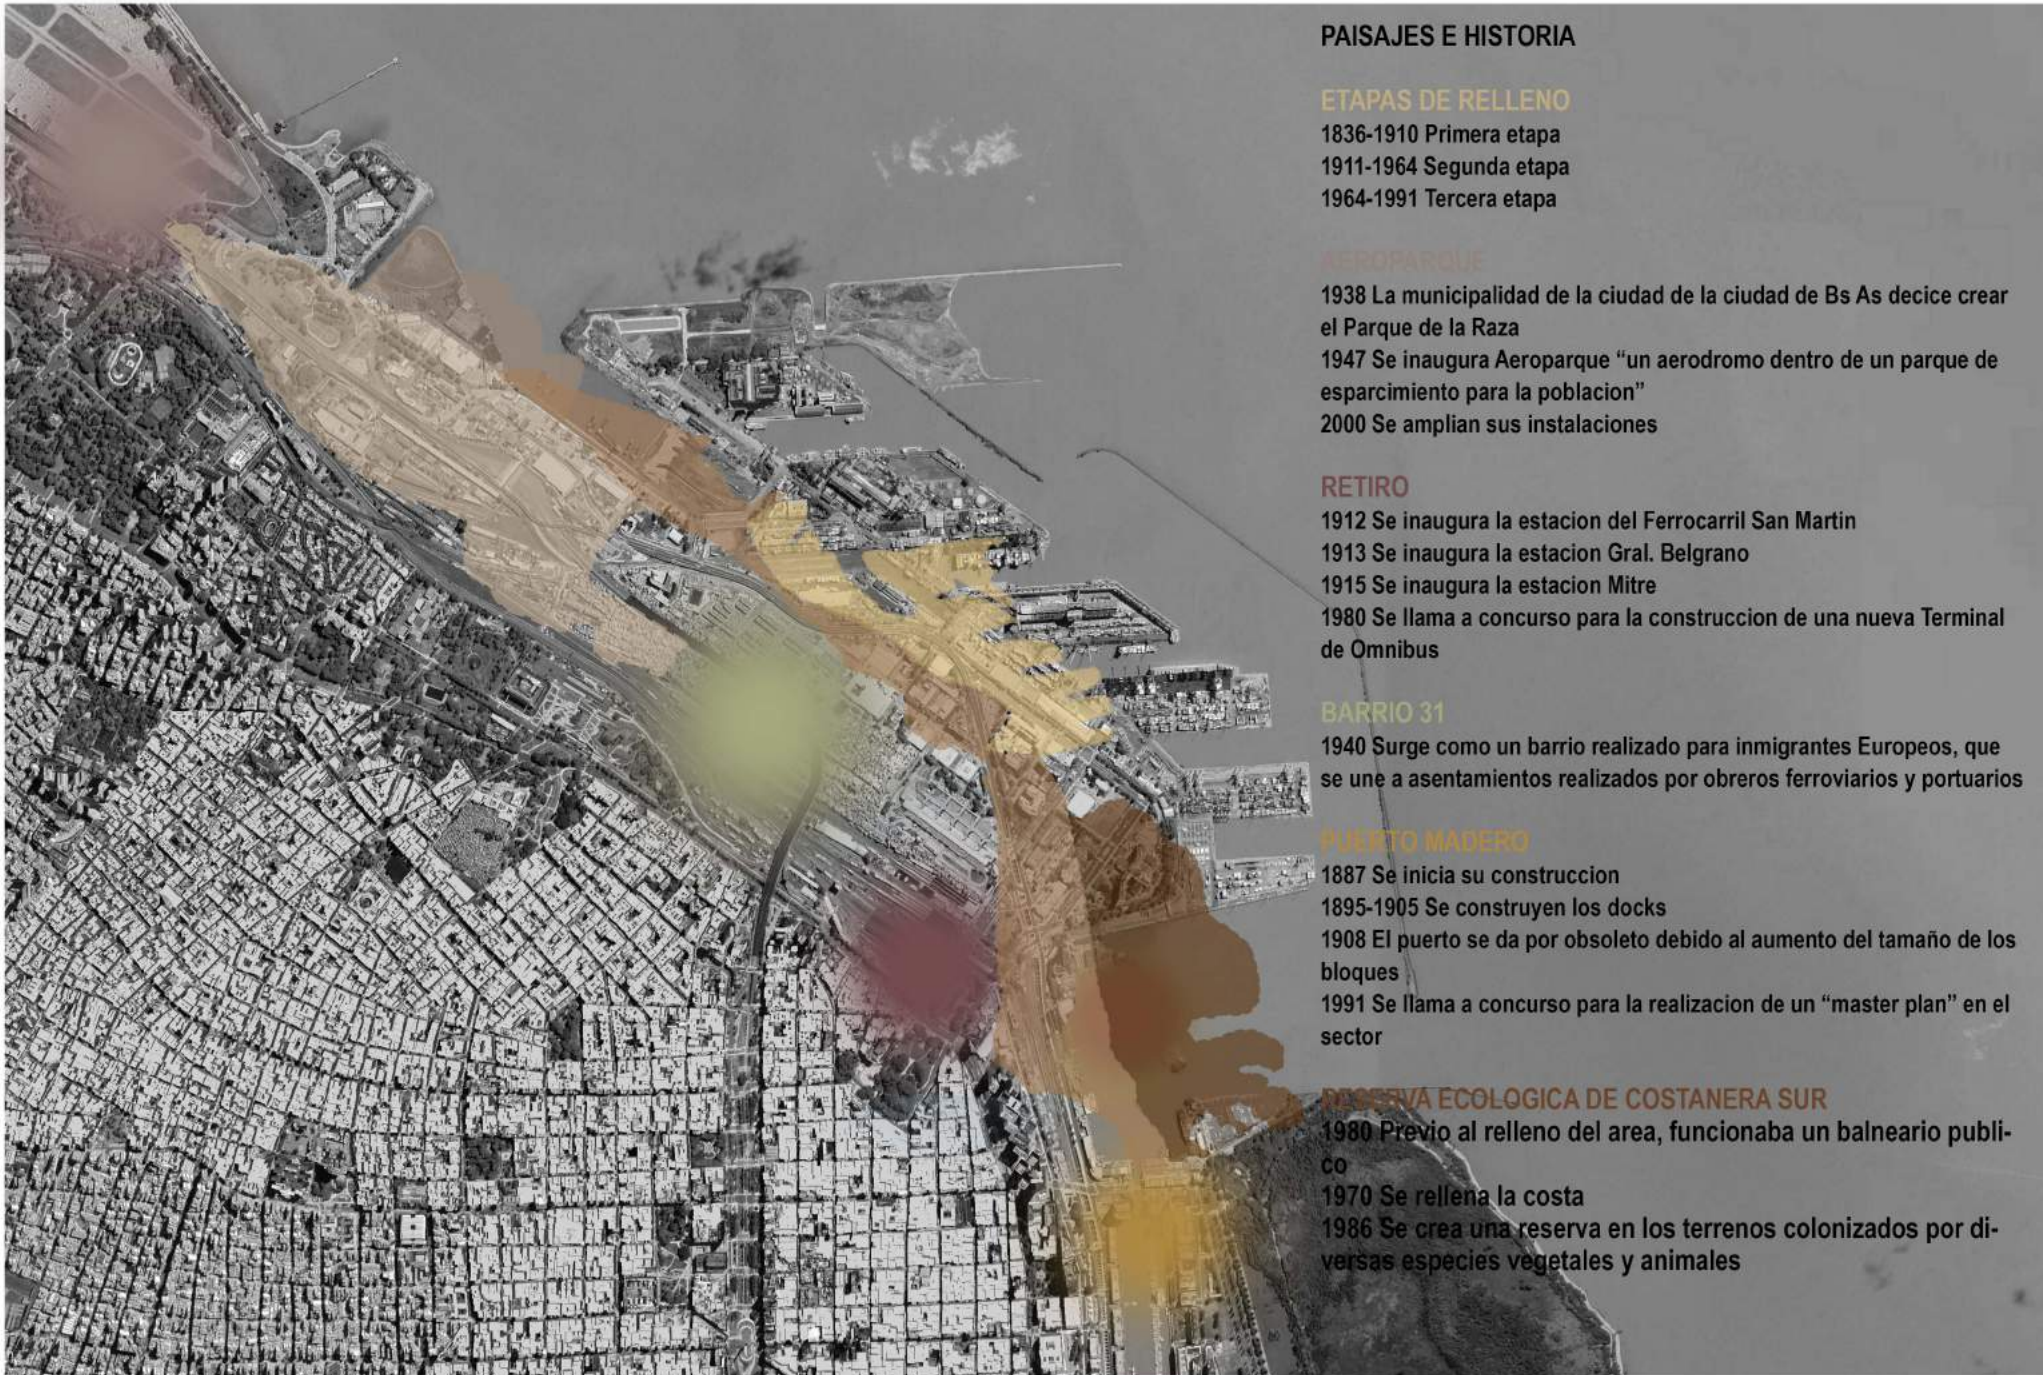 PAISAJES E HISTORIA
ETAPAS DE RELLENO
1836-1910 Primera etapa
1911-1964 Segunda etapa
1964-1991 Tercera etapa
AEROPARQUE
1938 La municipalidad de la ciudad de la ciudad de Bs As decice crear
el Parque de la Raza
1947 Se inaugura Aeroparque “un aerodromo dentro de un parque de
esparcimiento para la poblacion”
2000 Se amplian sus instalaciones
RETIRO
1912 Se inaugura la estacion del Ferrocarril San Martin
1913 Se inaugura la estacion Gral. Belgrano
1915 Se inaugura la estacion Mitre
1980 Se llama a concurso para la construccion de una nueva Terminal
de Omnibus
BARRIO 31
1940 Surge como un barrio realizado para inmigrantes Europeos, que
se une a asentamientos realizados por obreros ferroviarios y portuarios
PUERTO MADERO
1887 Se inicia su construccion
1895-1905 Se construyen los docks
1908 El puerto se da por obsoleto debido al aumento del tamaño de los
bloques
1991 Se llama a concurso para la realizacion de un “master plan” en el
sector
RESERVA ECOLOGICA DE COSTANERA SUR
1980 Previo al relleno del area, funcionaba un balneario publi-
co
1970 Se rellena la costa
1986 Se crea una reserva en los terrenos colonizados por di-
versas especies vegetales y animales